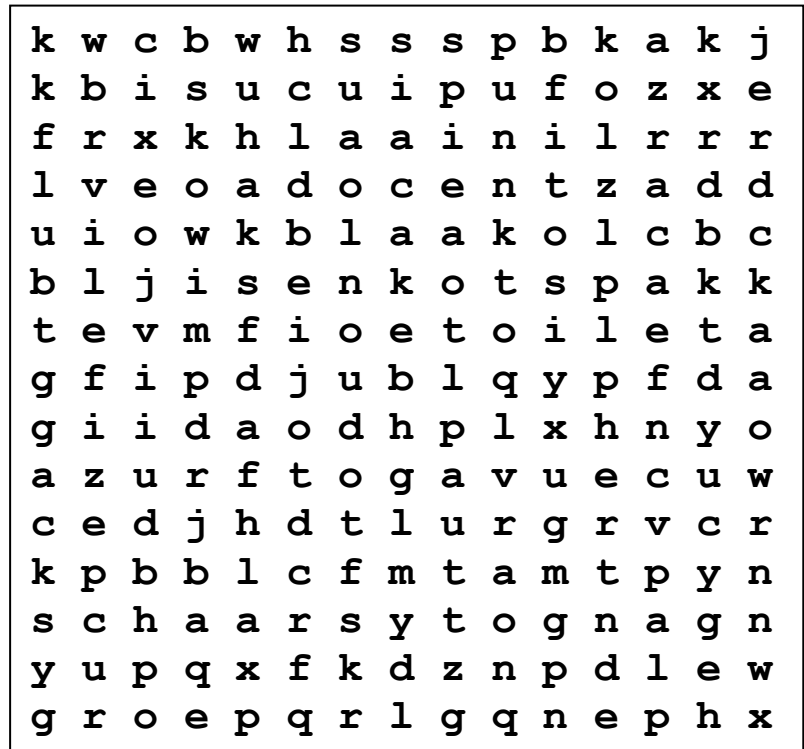 k w c b w h s s s p b k a k j
k b i s u c u i p u f o z x e
f r x k h l a a i n i l r r r
l v e o a d o c e n t z a d d
u i o w k b l a a k o l c b c
b l j i s e n k o t s p a k k
t e v m f i o e t o i l e t a
g f i p d j u b l q y p f d a
g i i d a o d h p l x h n y o
a z u r f t o g a v u e c u w
c e d j h d t l u r g r v c r
k p b b l c f m t a m t p y n
s c h a a r s y t o g n a g n
y u p q x f k d z n p d l e w
g r o e p q r l g q n e p h x